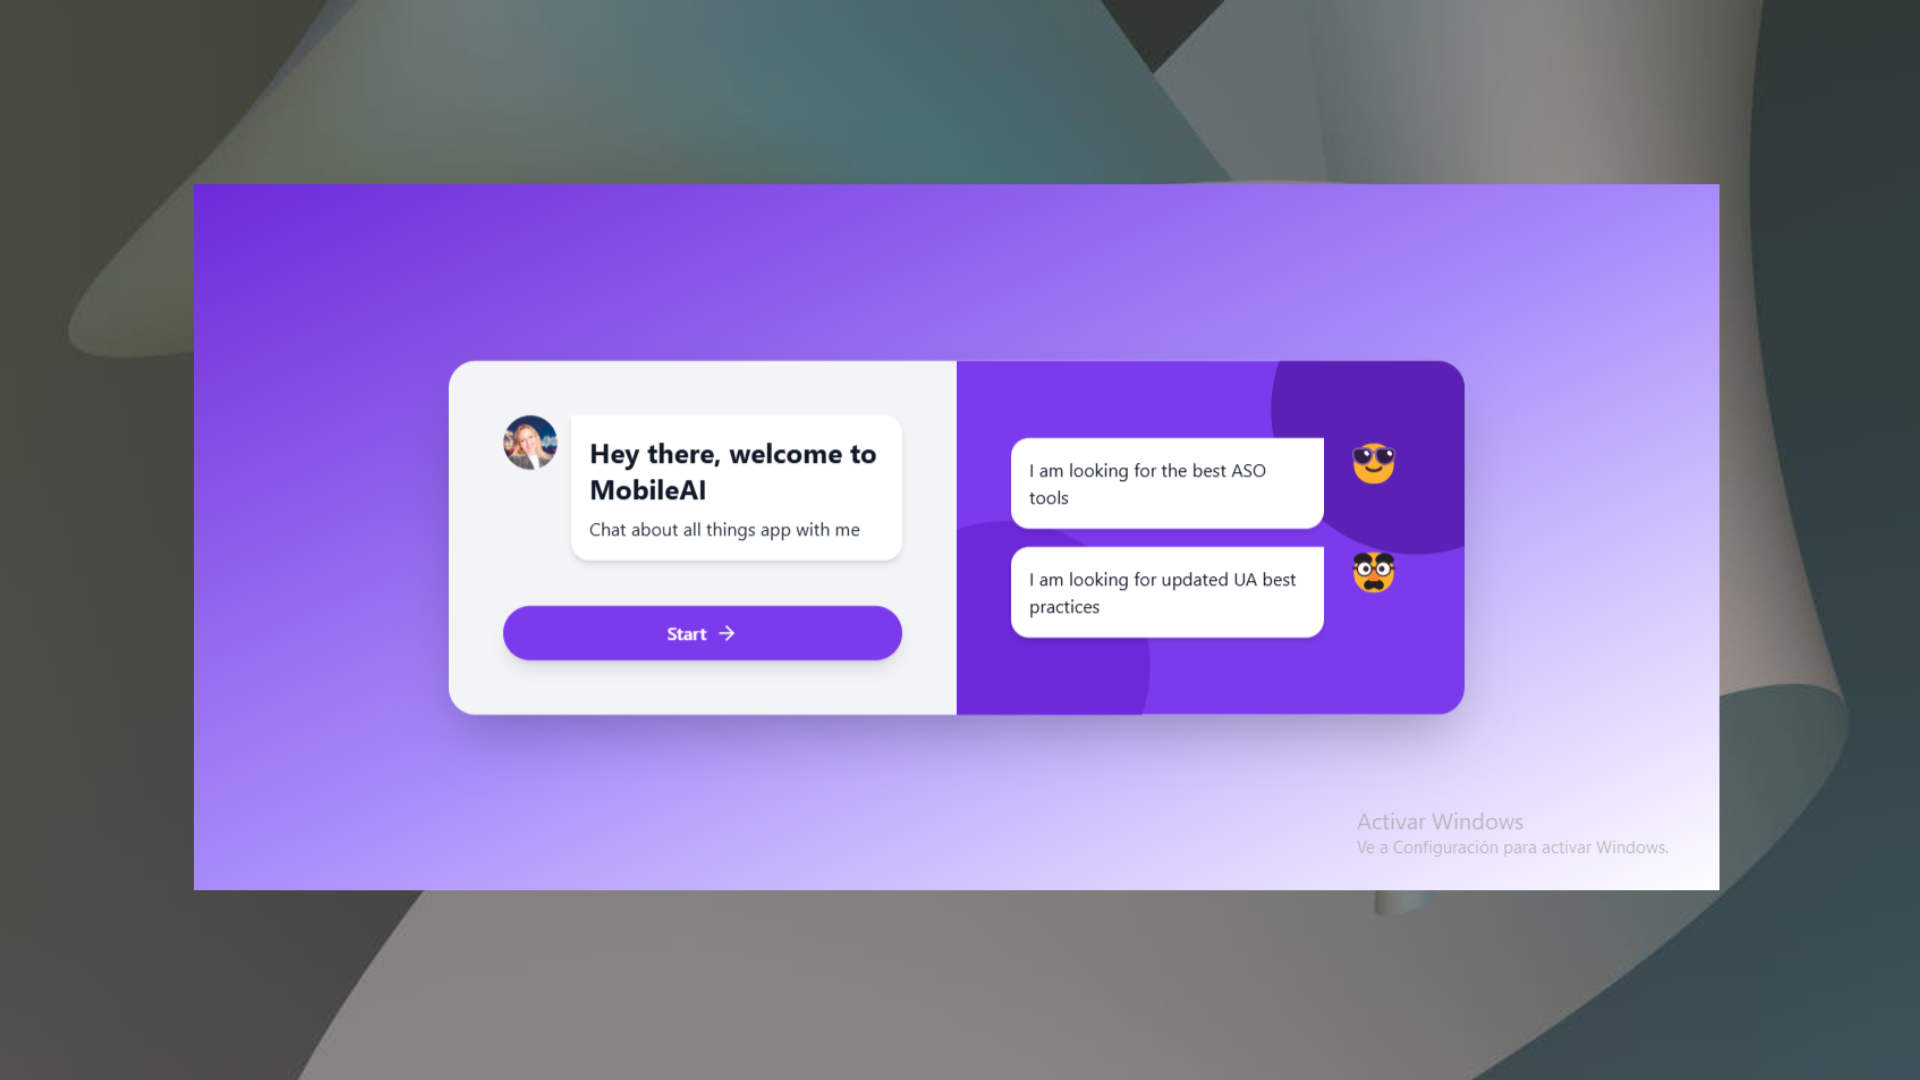 Hey there, welcome to
MobileAI
Chat about all things app with me
Start
I am looking for the best ASO
tools
I am looking for updated UA best
practices
Activar Windows
Ve a Configuración para activar Windows.